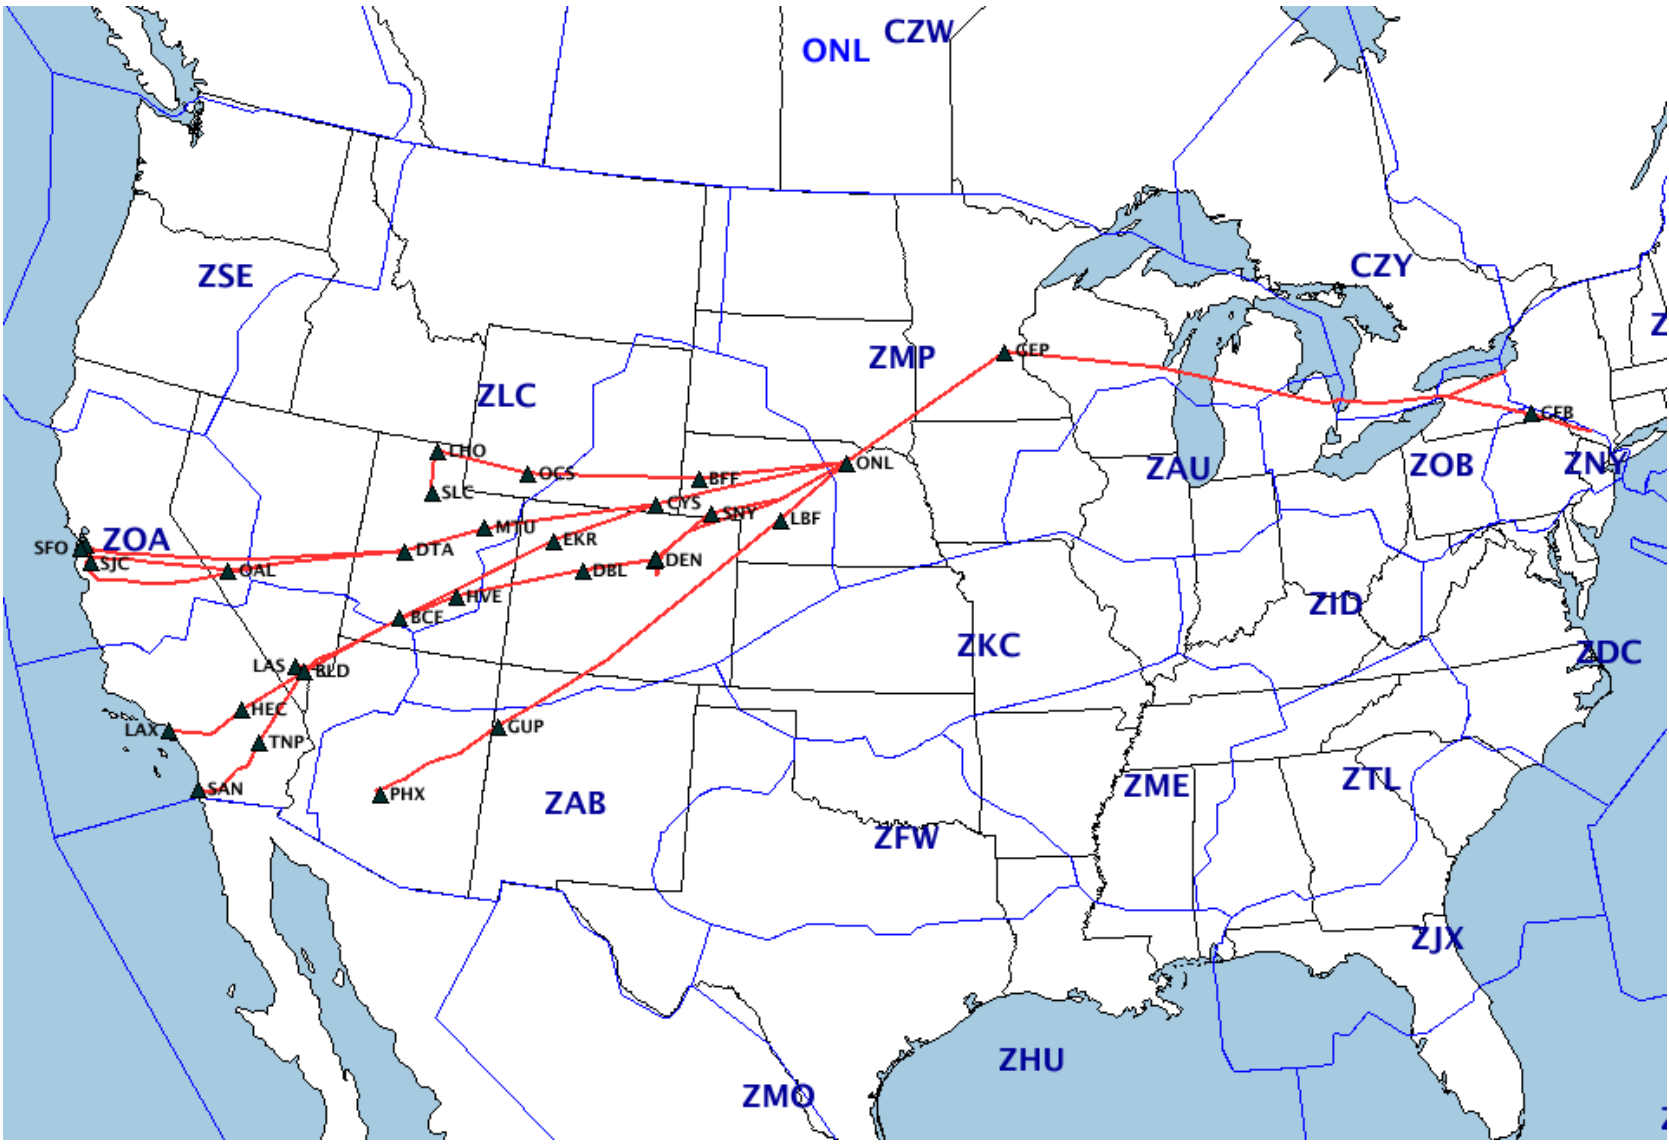 CZW
ONL
CZY
ZSE
Z
ZMP
GEP
ZLC
GFB
LHO
ONL
OCS
BFF
ZAU
ZOB
ZNY
SLC
CYS
SNY
LBF
MTU
ZOA
SFO
EKR
DTA
DEN
SJC
OAL
DBL
HVE
ZID
BCE
ZKC
ZDC
LAS
BLD
HEC
LAX
GUP
TNP
ZME
ZTL
SAN
PHX
ZAB
ZFW
ZJX
ZHU
ZMO